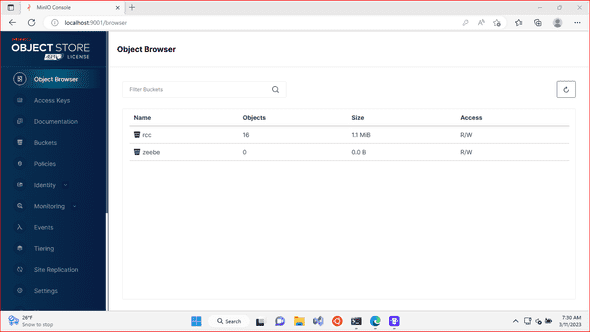 MinIO Console
localhost:9001/browser
OBJECT STORE
LICENSE
Object Browser
Access Keys
Documentation
Buckets
Policies
Identity
Monitoring
Events
Tiering
Site Replication
Settings
Object Browser
Filter Buckets
Name Objects Size Access
rcc 16 1.1 MiB R/W
zeebe 0 0.0 B R/W
26°F
Snow to stop
Search
7:30 AM
3/11/2023